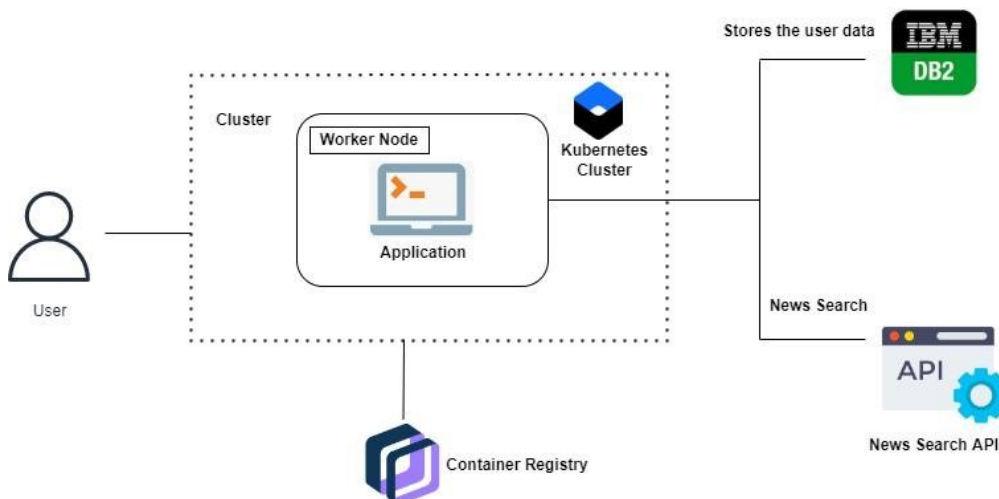 Stores the user data
IBM
DB2
Cluster
Worker Node
Kubernetes
Cluster
Application
User
News Search
API
News Search API
Container Registry